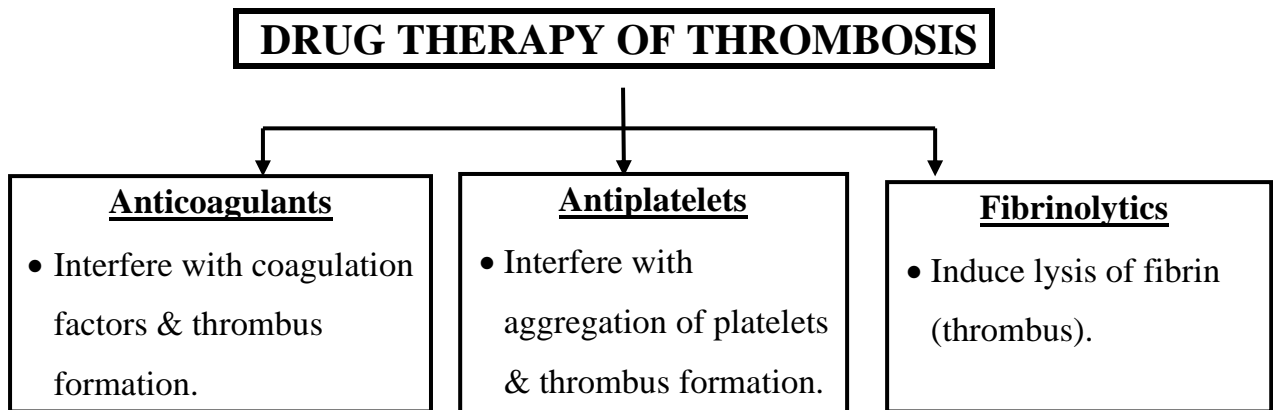 DRUG THERAPY OF THROMBOSIS
Anticoagulants
• Interfere with coagulation
factors & thrombus
formation.
Antiplatelets
• Interfere with
aggregation of platelets
& thrombus formation.
Fibrinolytics
• Induce lysis of fibrin
(thrombus).